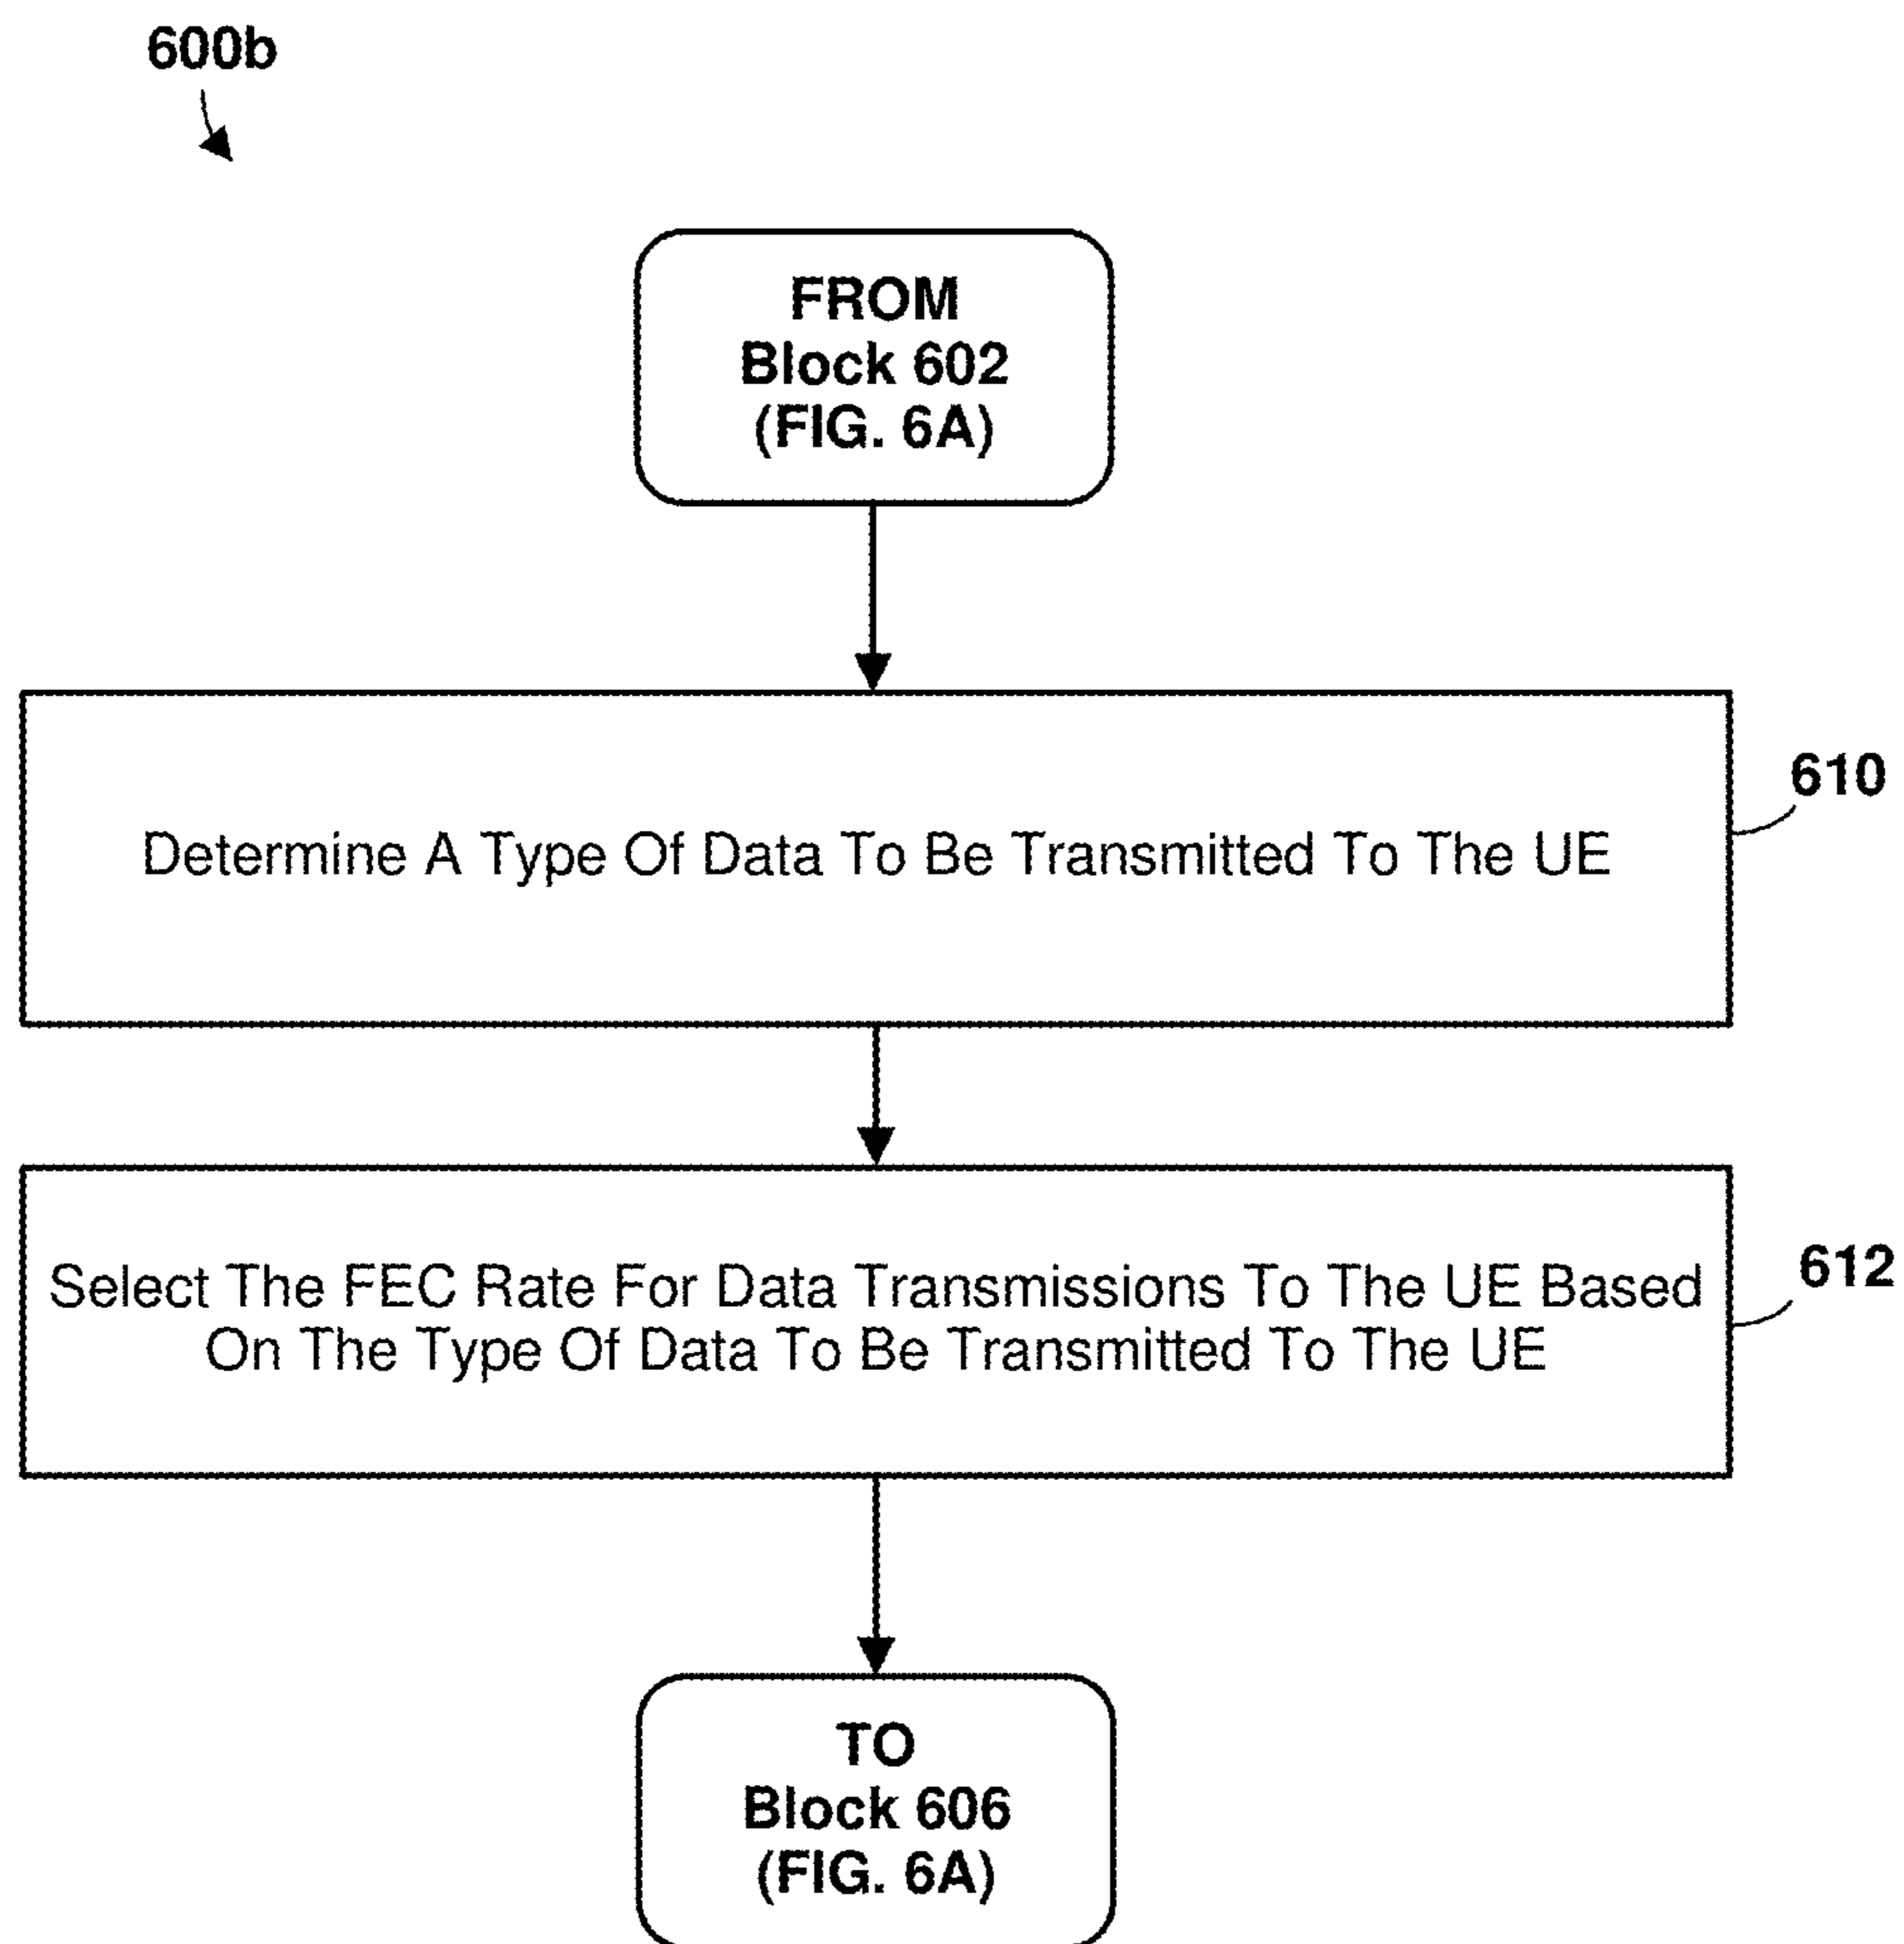 600b
FROM
Block 602
(FIG. 6A)
610
Determine A Type Of Data To Be Transmitted To The UE
612
Select The FEC Rate For Data Transmissions To The UE Based
On The Type Of Data To Be Transmitted To The UE
TO
Block 606
(FIG. 6A)